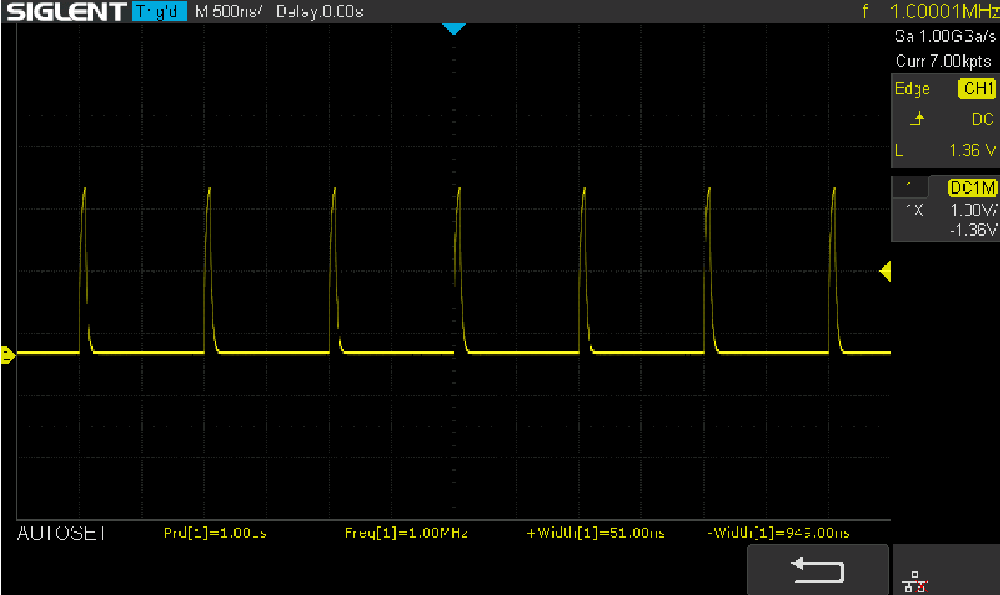 SIGLENT Trig'd M 500ns/ Delay:0.00s f = 1.00001MHz
Sa 1.00GSa/s
Curr 7.00kpts
Edge CH1
DC
L 1.36 V
1 DC1M
1X 1.00V/
-1.36V
1
AUTOSET Prd[1]=1.00us Freq[1]=1.00MHz +Width[1]=51.00ns -Width[1]=949.00ns